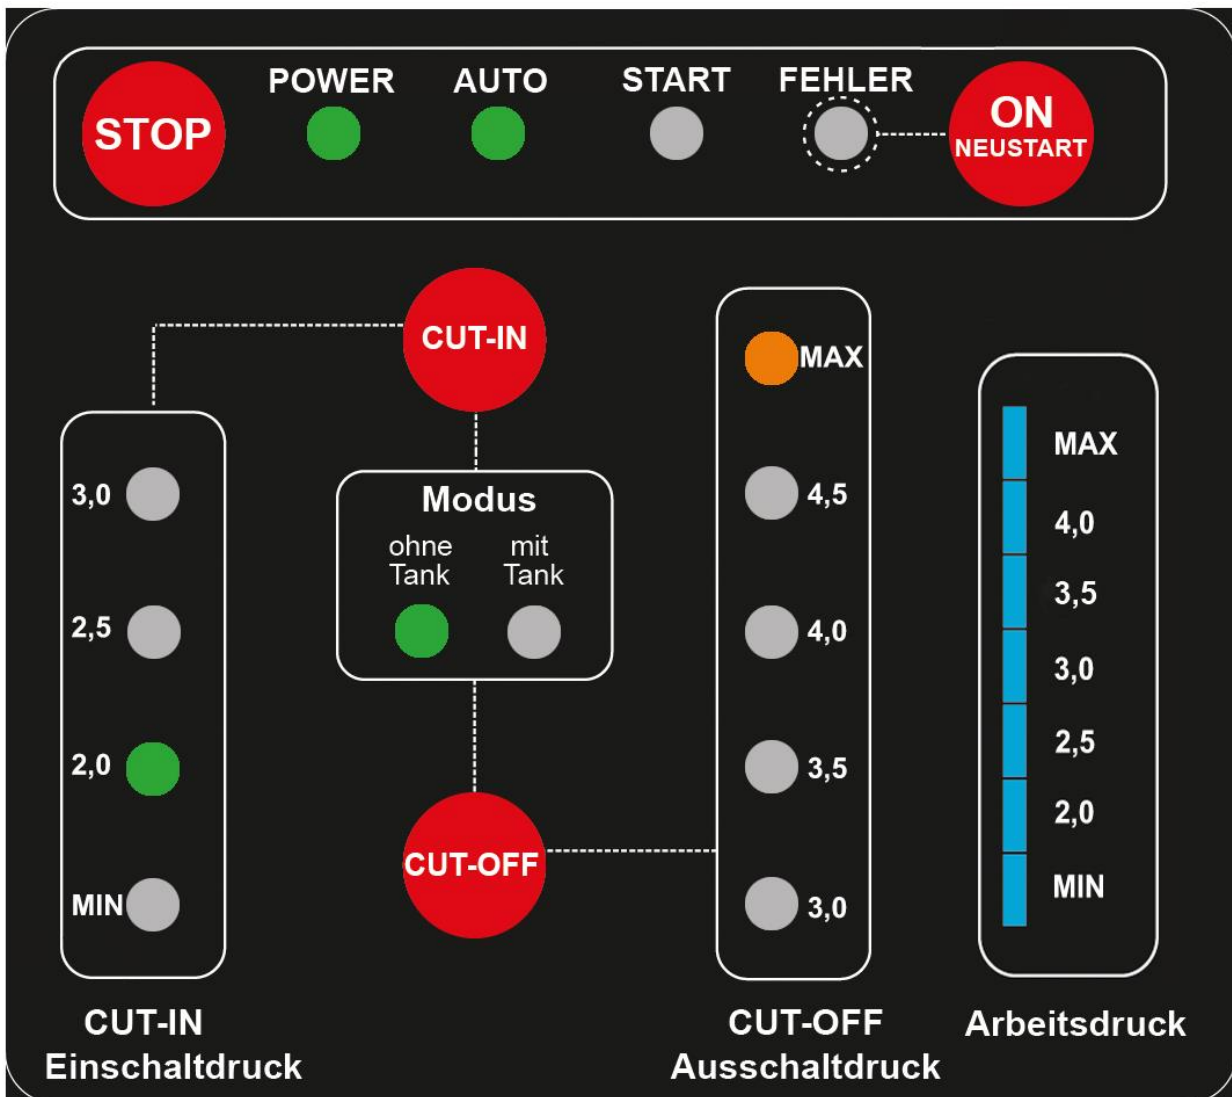 STOP
POWER
AUTO
START
FEHLER
ON
NEUSTART
CUT-IN
3,0
2,5
2,0
MIN
CUT-IN
Einschaltdruck
Modus
ohne
Tank
mit
Tank
CUT-OFF
MAX
4,5
4,0
3,5
3,0
CUT-OFF
Ausschaltdruck
MAX
4,0
3,5
3,0
2,5
2,0
MIN
Arbeitsdruck